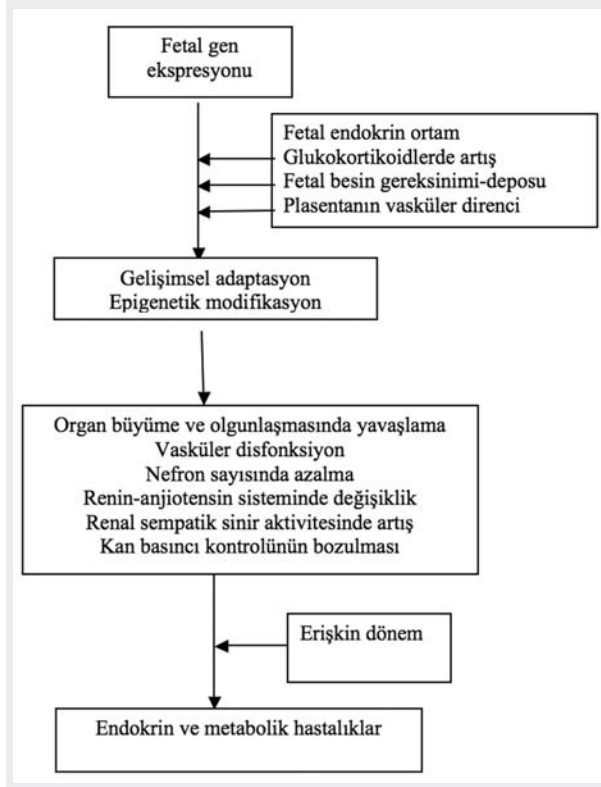 Fetal gen
ekspresyonu
Fetal endokrin ortam
Glukokortikoidlerde artış
Fetal besin gereksinimi-deposu
Plasentanın vasküler direnci
Gelişimsel adaptasyon
Epigenetik modifikasyon
Organ büyüme ve olgunlaşmasında yavaşlama
Vasküler disfonksiyon
Nefron sayısında azalma
Renin-anjiotensin sisteminde değişiklik
Renal sempatik sinir aktivitesinde artış
Kan basıncı kontrolünün bozulması
Erişkin dönem
Endokrin ve metabolik hastalıklar